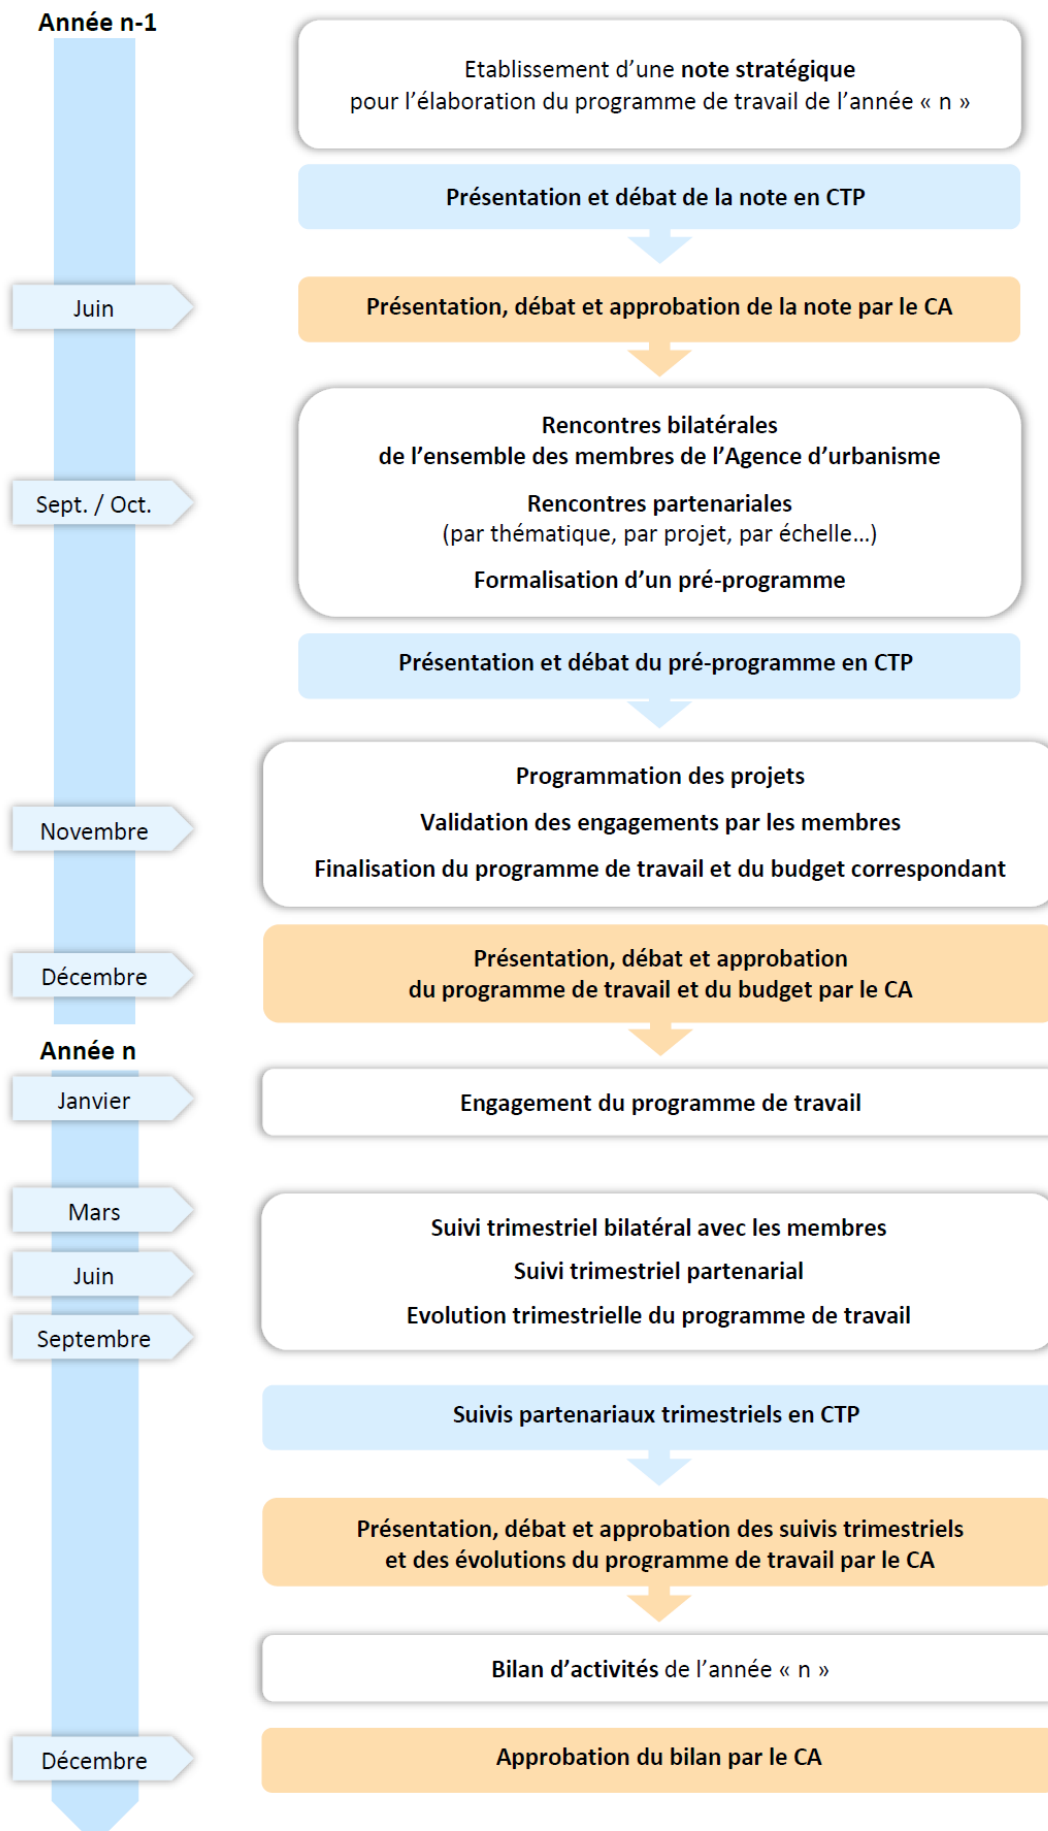 Année n-1
Etablissement d’une note stratégique
pour l’élaboration du programme de travail de l’année « n »
Présentation et débat de la note en CTP
Juin
Présentation, débat et approbation de la note par le CA
Rencontres bilatérales
de l’ensemble des membres de l’Agence d’urbanisme
Sept. / Oct.
Rencontres partenariales
(par thématique, par projet, par échelle…)
Formalisation d’un pré-programme
Présentation et débat du pré-programme en CTP
Programmation des projets
Novembre
Validation des engagements par les membres
Finalisation du programme de travail et du budget correspondant
Décembre
Présentation, débat et approbation
du programme de travail et du budget par le CA
Année n
Janvier
Engagement du programme de travail
Mars
Suivi trimestriel bilatéral avec les membres
Juin
Suivi trimestriel partenarial
Septembre
Evolution trimestrielle du programme de travail
Suivis partenariaux trimestriels en CTP
Présentation, débat et approbation des suivis trimestriels
et des évolutions du programme de travail par le CA
Bilan d’activités de l’année « n »
Décembre
Approbation du bilan par le CA